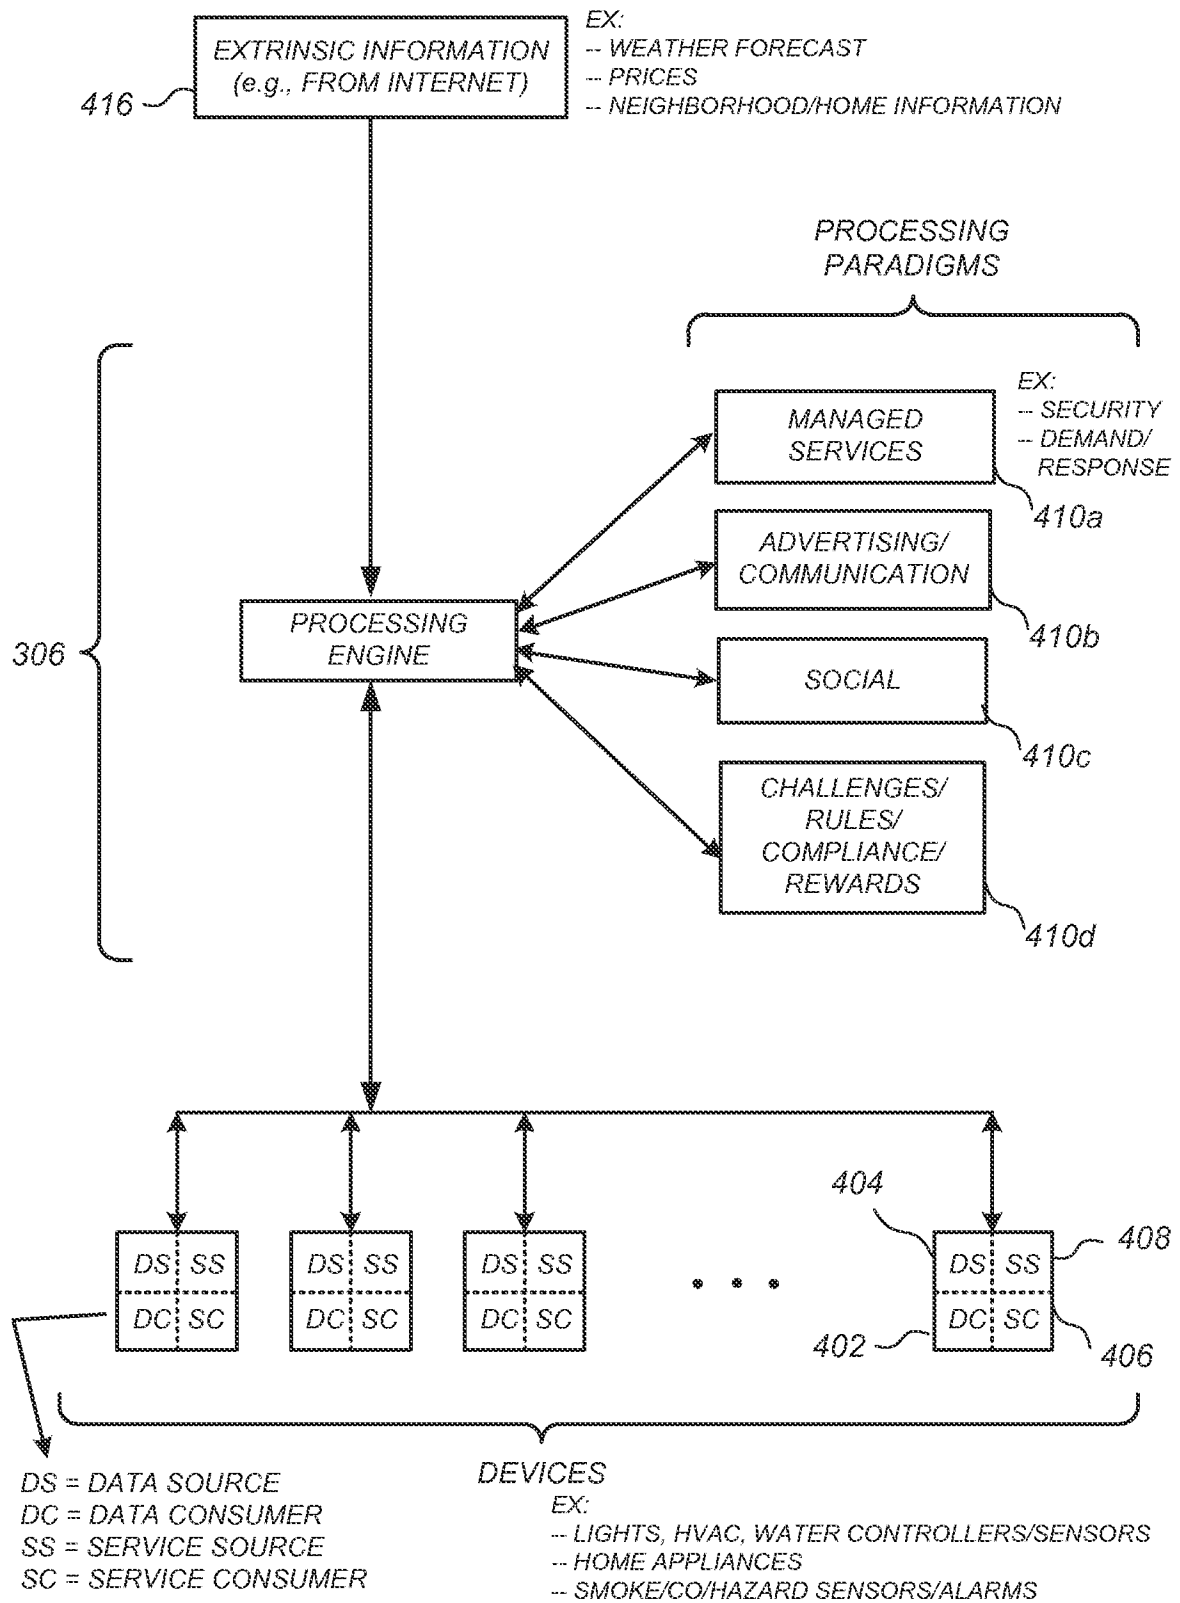 EXTRINSIC INFORMATION
(e.g., FROM INTERNET)
416
EX:
-- WEATHER FORECAST
-- PRICES
-- NEIGHBORHOOD/HOME INFORMATION
PROCESSING
PARADIGMS
306
PROCESSING
ENGINE
MANAGED
SERVICES
EX:
-- SECURITY
-- DEMAND/
RESPONSE
410a
ADVERTISING/
COMMUNICATION
410b
SOCIAL
410c
CHALLENGES/
RULES/
COMPLIANCE/
REWARDS
410d
DS SS
DC SC
DS SS
DC SC
DS SS
DC SC
. . .
DS SS
DC SC
404
408
402
406
DS = DATA SOURCE
DC = DATA CONSUMER
SS = SERVICE SOURCE
SC = SERVICE CONSUMER
DEVICES
EX:
-- LIGHTS, HVAC, WATER CONTROLLERS/SENSORS
-- HOME APPLIANCES
-- SMOKE/CO/HAZARD SENSORS/ALARMS